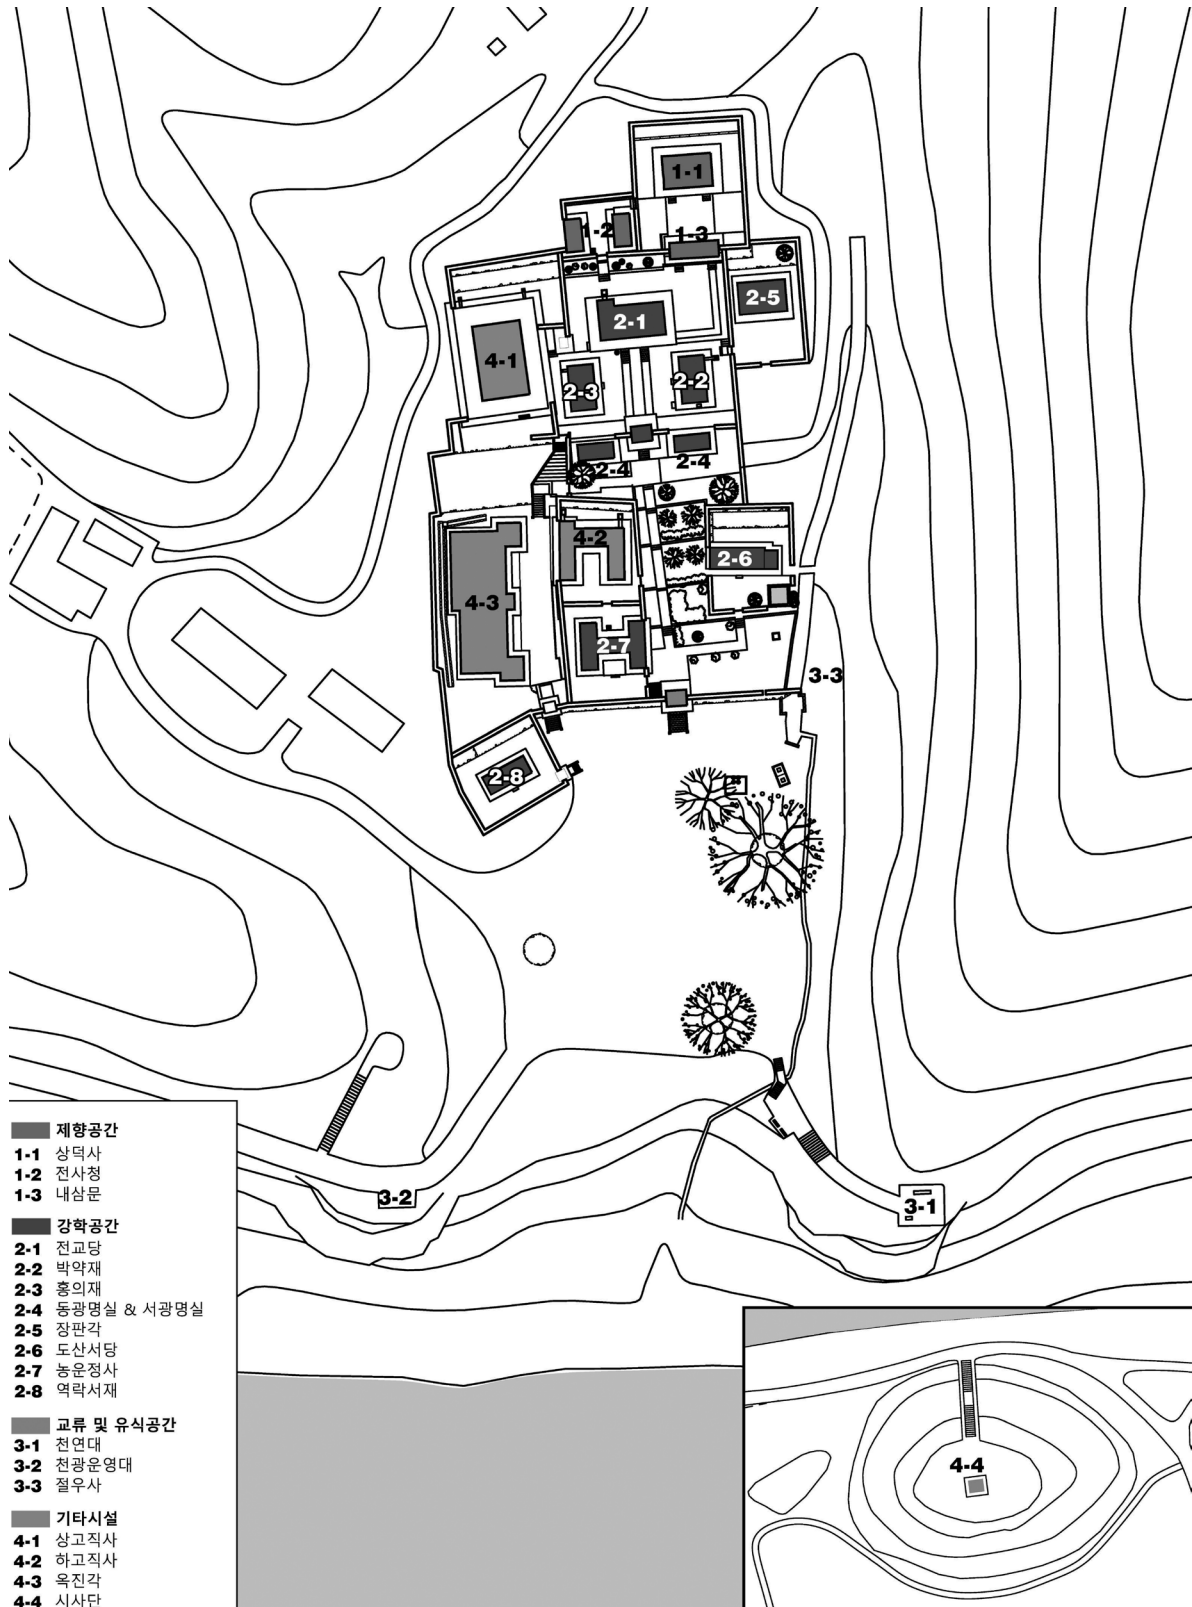 1-1
1-2
1-3
2-5
2-1
4-1
2-3
2-2
2-4
2-4
4-2
2-6
4-3
2-7
3-3
2-8
3-2
3-1
4-4
제향공간
1-1 상덕사
1-2 전사청
1-3 내삼문
강학공간
2-1 전교당
2-2 박약재
2-3 홍의재
2-4 동광명실 & 서광명실
2-5 장판각
2-6 도산서당
2-7 농운정사
2-8 역락서재
교류 및 유식공간
3-1 천연대
3-2 천광운영대
3-3 절우사
기타시설
4-1 상고직사
4-2 하고직사
4-3 옥진각
4-4 시사단